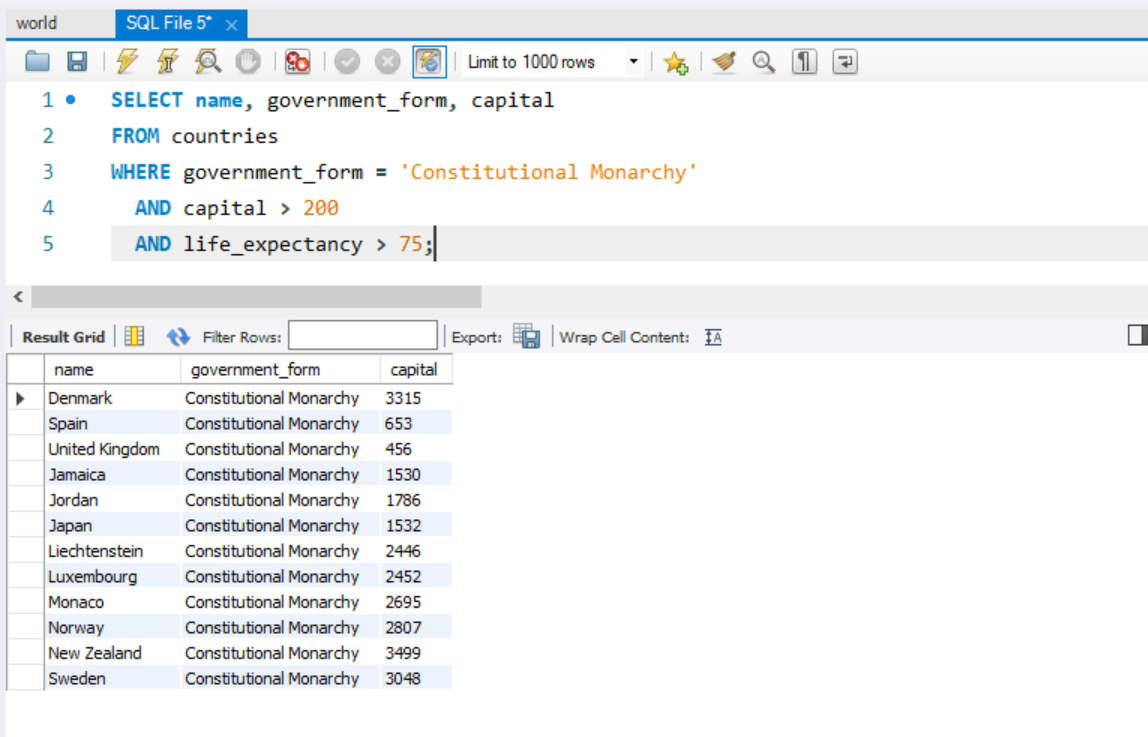 world SQL File 5*
Limit to 1000 rows
1 SELECT name, government_form, capital
2 FROM countries
3 WHERE government_form = 'Constitutional Monarchy'
4 AND capital > 200
5 AND life_expectancy > 75;
Result Grid Filter Rows: Export: Wrap Cell Content:
name government_form capital
Denmark Constitutional Monarchy 3315
Spain Constitutional Monarchy 653
United Kingdom Constitutional Monarchy 456
Jamaica Constitutional Monarchy 1530
Jordan Constitutional Monarchy 1786
Japan Constitutional Monarchy 1532
Liechtenstein Constitutional Monarchy 2446
Luxembourg Constitutional Monarchy 2452
Monaco Constitutional Monarchy 2695
Norway Constitutional Monarchy 2807
New Zealand Constitutional Monarchy 3499
Sweden Constitutional Monarchy 3048